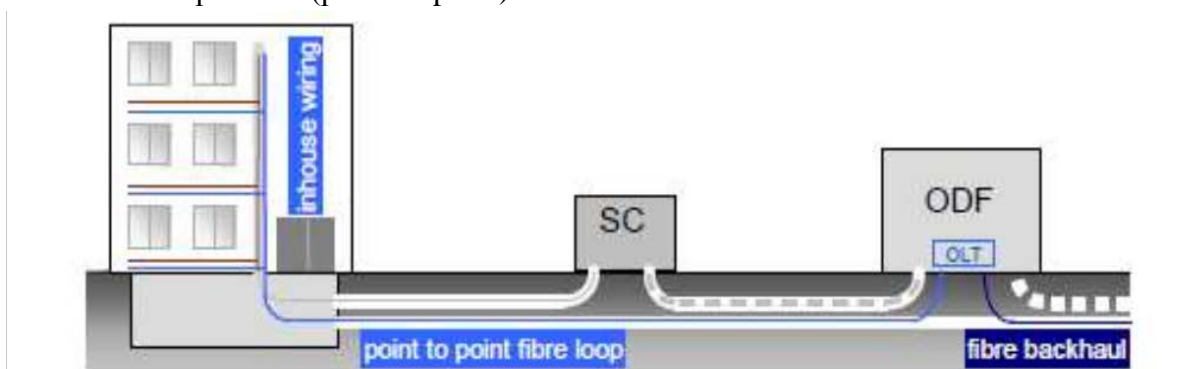 inhouse wiring
SC
ODF
OLT
point to point fibre loop
fibre backhaul